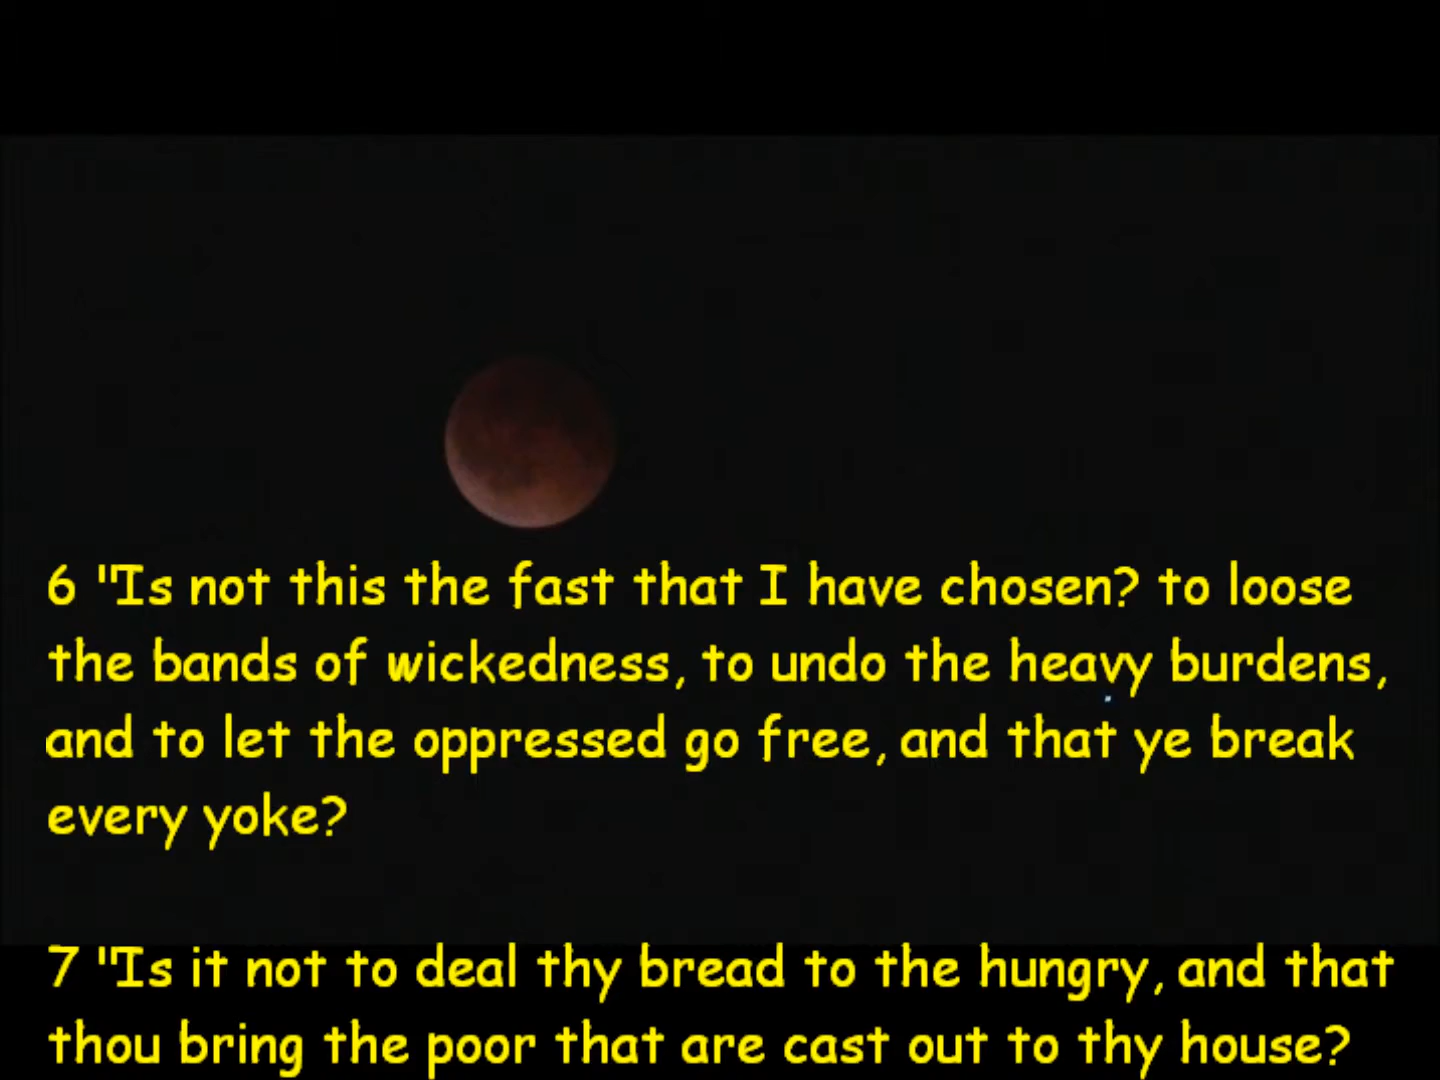 6 "Is not this the fast that I have chosen? to loose
the bands of wickedness, to undo the heavy burdens,
and to let the oppressed go free, and that ye break
every yoke?
7 "Is it not to deal thy bread to the hungry, and that
thou bring the poor that are cast out to thy house?